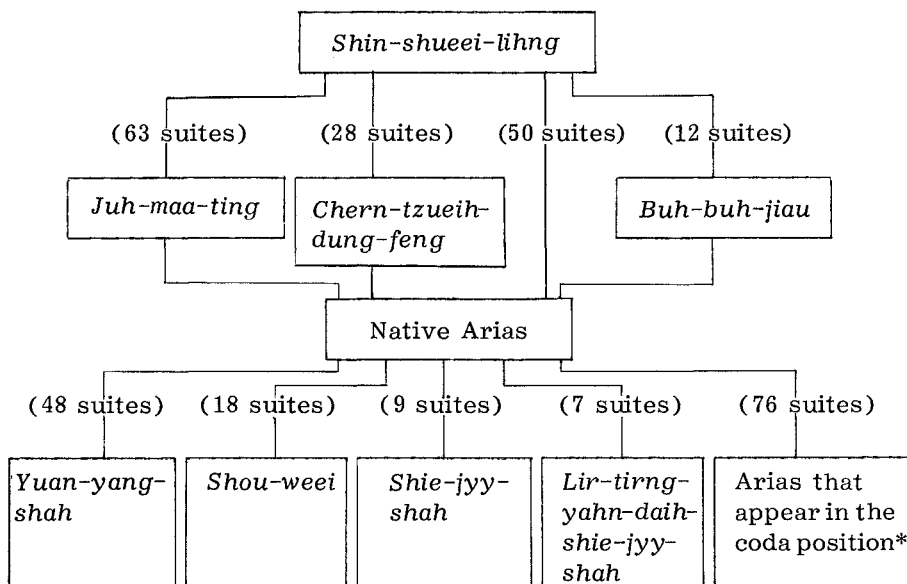 Shin-shueei-lihng
(63 suites) (28 suites) (50 suites) (12 suites)
Juh-maa-ting
Chern-tzueih-
dung-feng
Buh-buh-jiau
Native Arias
(48 suites) (18 suites) (9 suites) (7 suites) (76 suites)
Yuan-yang-
shah
Shou-weei
Shie-jyy-
shah
Lir-tirng-
yahn-daih-
shie-jyy-
shah
Arias that
appear in the
coda position*